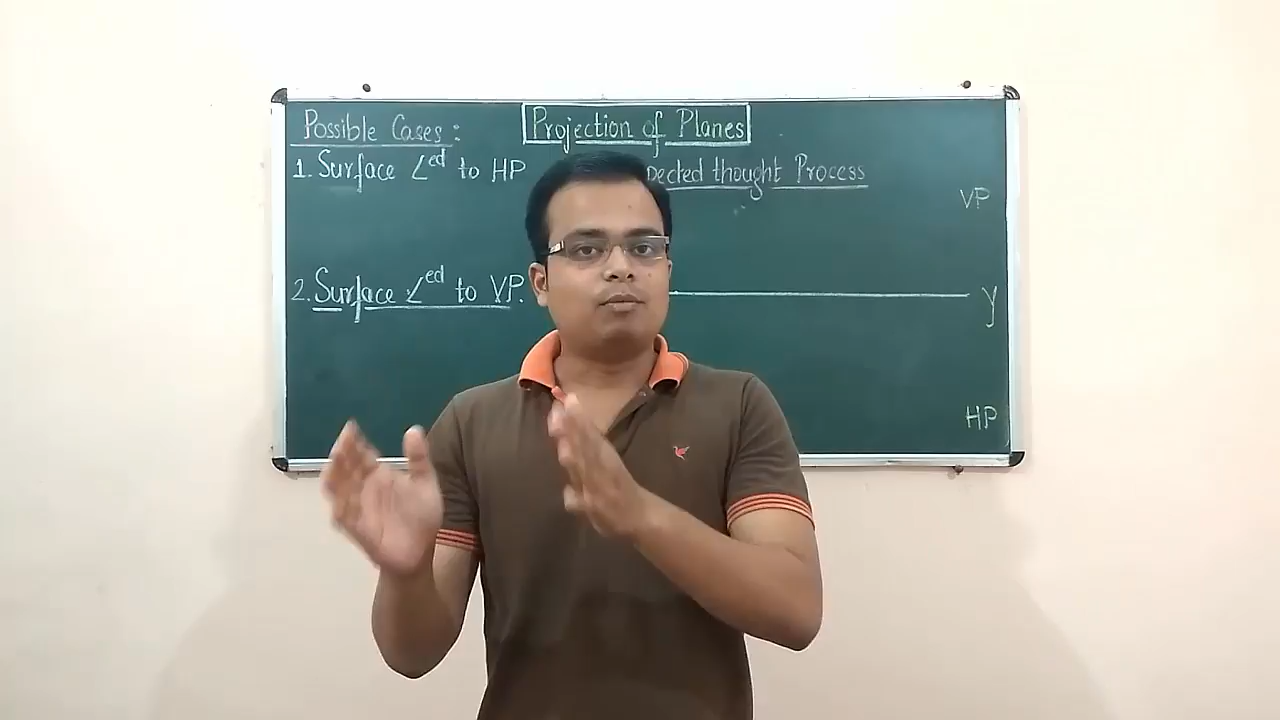 Possible Cases:
Projection of Planes
1. Surface ∠ed to HP
thought Process
VP
2. Surface ∠ed to VP.
y
HP